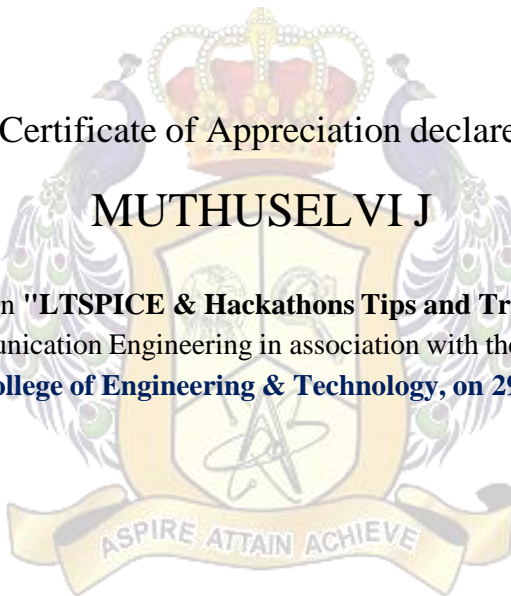 Certificate of Appreciation declare
MUTHUSELVI J
n "LTSPICE & Hackathons Tips and Tr
unication Engineering in association with the
ollege of Engineering & Technology, on 29
ASPIRE ATTAIN ACHIEVE